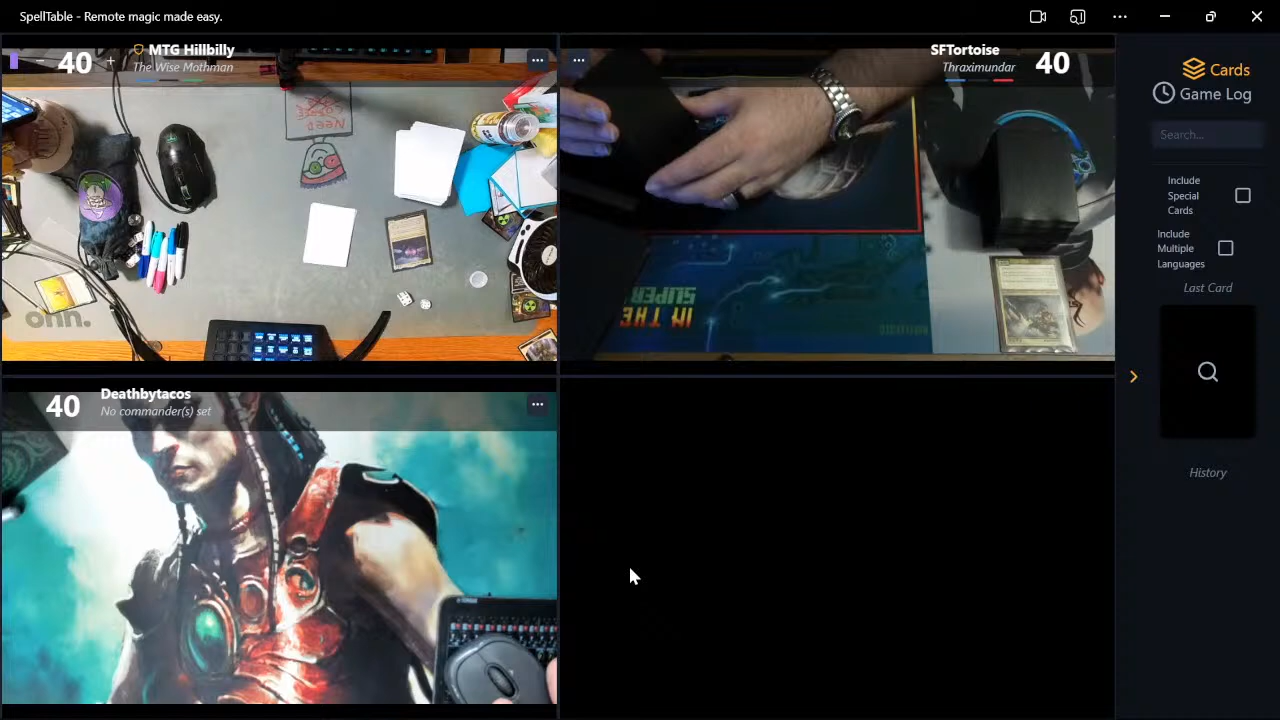 SpellTable - Remote magic made easy.
40
MTG Hillbilly
The Wise Mothman
SFTortoise
Thraximundar
40
Neep
onn.
IN THE
SUPER
Cards
Game Log
Search...
Include
Special
Cards
Include
Multiple
Languages
Last Card
History
40
Deathbytacos
No commander(s) set